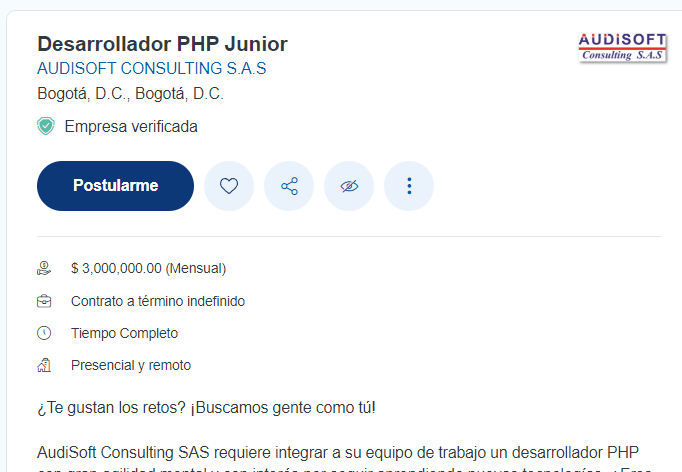 Desarrollador PHP Junior
AUDISOFT CONSULTING S.A.S
Bogotá, D.C., Bogotá, D.C.
Empresa verificada
AUDISOFT
Consulting S.A.S
Postularme
$ 3,000,000.00 (Mensual)
Contrato a término indefinido
Tiempo Completo
Presencial y remoto
¿Te gustan los retos? ¡Buscamos gente como tú!
AudiSoft Consulting SAS requiere integrar a su equipo de trabajo un desarrollador PHP